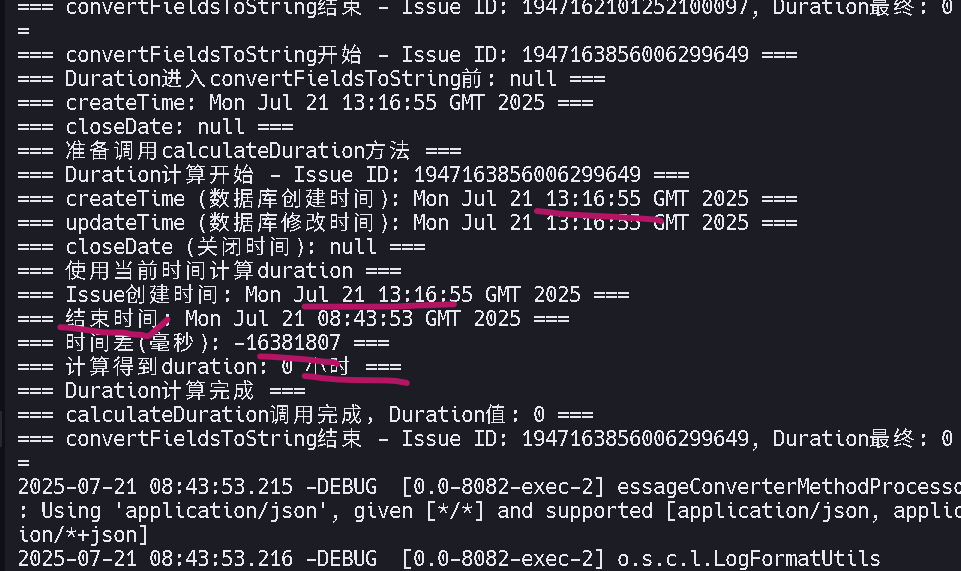 === convertFieldsToString结束 - Issue ID: 1947162101252100097, Duration最终: 0
=
=== convertFieldsToString开始 - Issue ID: 1947163856006299649 ===
=== Duration进入convertFieldsToString前: null ===
=== createTime: Mon Jul 21 13:16:55 GMT 2025 ===
=== closeDate: null ===
=== 准备调用calculateDuration方法 ===
=== Duration计算开始 - Issue ID: 1947163856006299649 ===
=== createTime (数据库创建时间): Mon Jul 21 13:16:55 GMT 2025 ===
=== updateTime (数据库修改时间): Mon Jul 21 13:16:55 GMT 2025 ===
=== closeDate (关闭时间): null ===
=== 使用当前时间计算duration ===
=== Issue创建时间: Mon Jul 21 13:16:55 GMT 2025 ===
=== 结束时间: Mon Jul 21 08:43:53 GMT 2025 ===
=== 时间差(毫秒): -16381807 ===
=== 计算得到duration: 0 小时 ===
=== Duration计算完成 ===
=== calculateDuration调用完成, Duration值: 0 ===
=== convertFieldsToString结束 - Issue ID: 1947163856006299649, Duration最终: 0
=
2025-07-21 08:43:53.215 -DEBUG  [0.0-8082-exec-2] essageConverterMethodProcesso
: Using 'application/json', given [*/*] and supported [application/json, applic
ion/*+json]
2025-07-21 08:43:53.216 -DEBUG  [0.0-8082-exec-2] o.s.c.l.LogFormatUtils